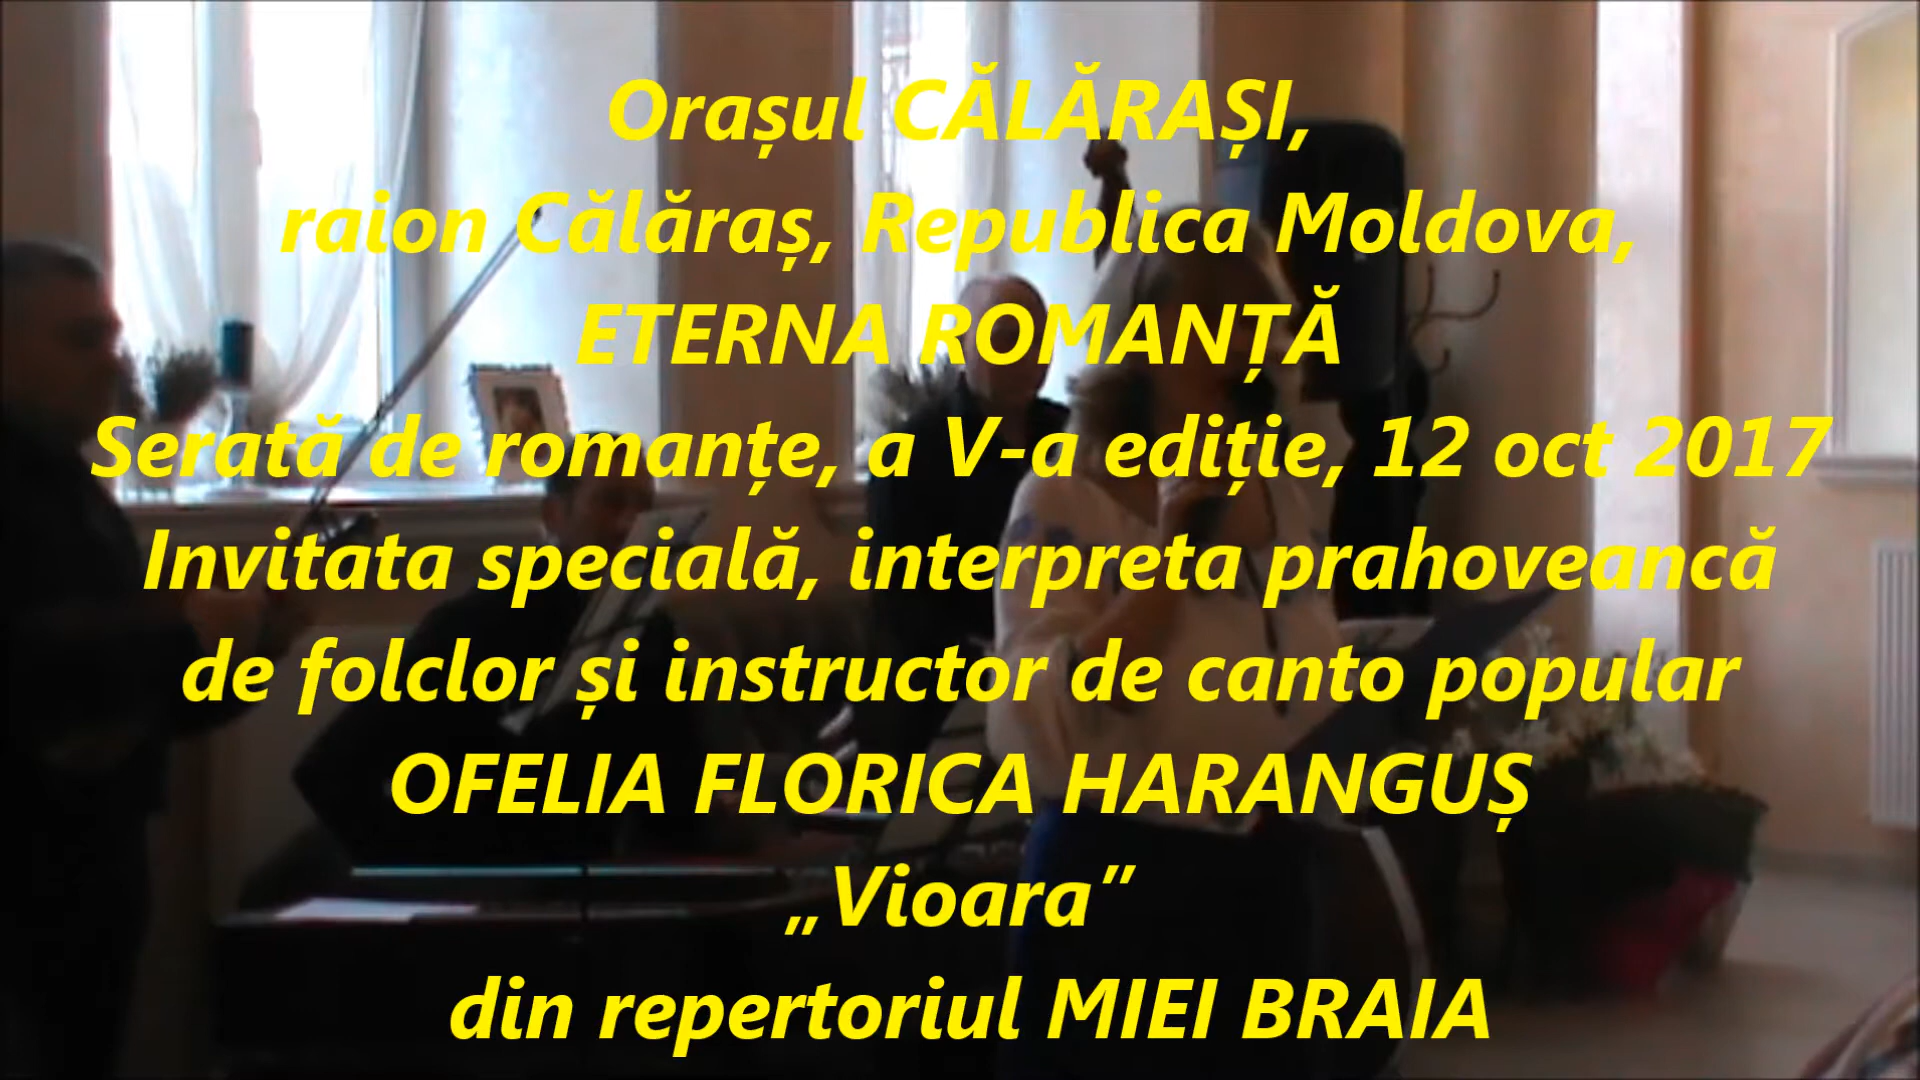 Orașul CĂLĂRAȘI,
raion Călăraș, Republica Moldova,
ETERNA ROMANȚĂ
Serată de romanțe, a V-a ediție, 12 oct 2017
Invitata specială, interpreta prahoveancă
de folclor și instructor de canto popular
OFELIA FLORICA HARANGUȘ
„Vioara”
din repertoriul MIEI BRAIA